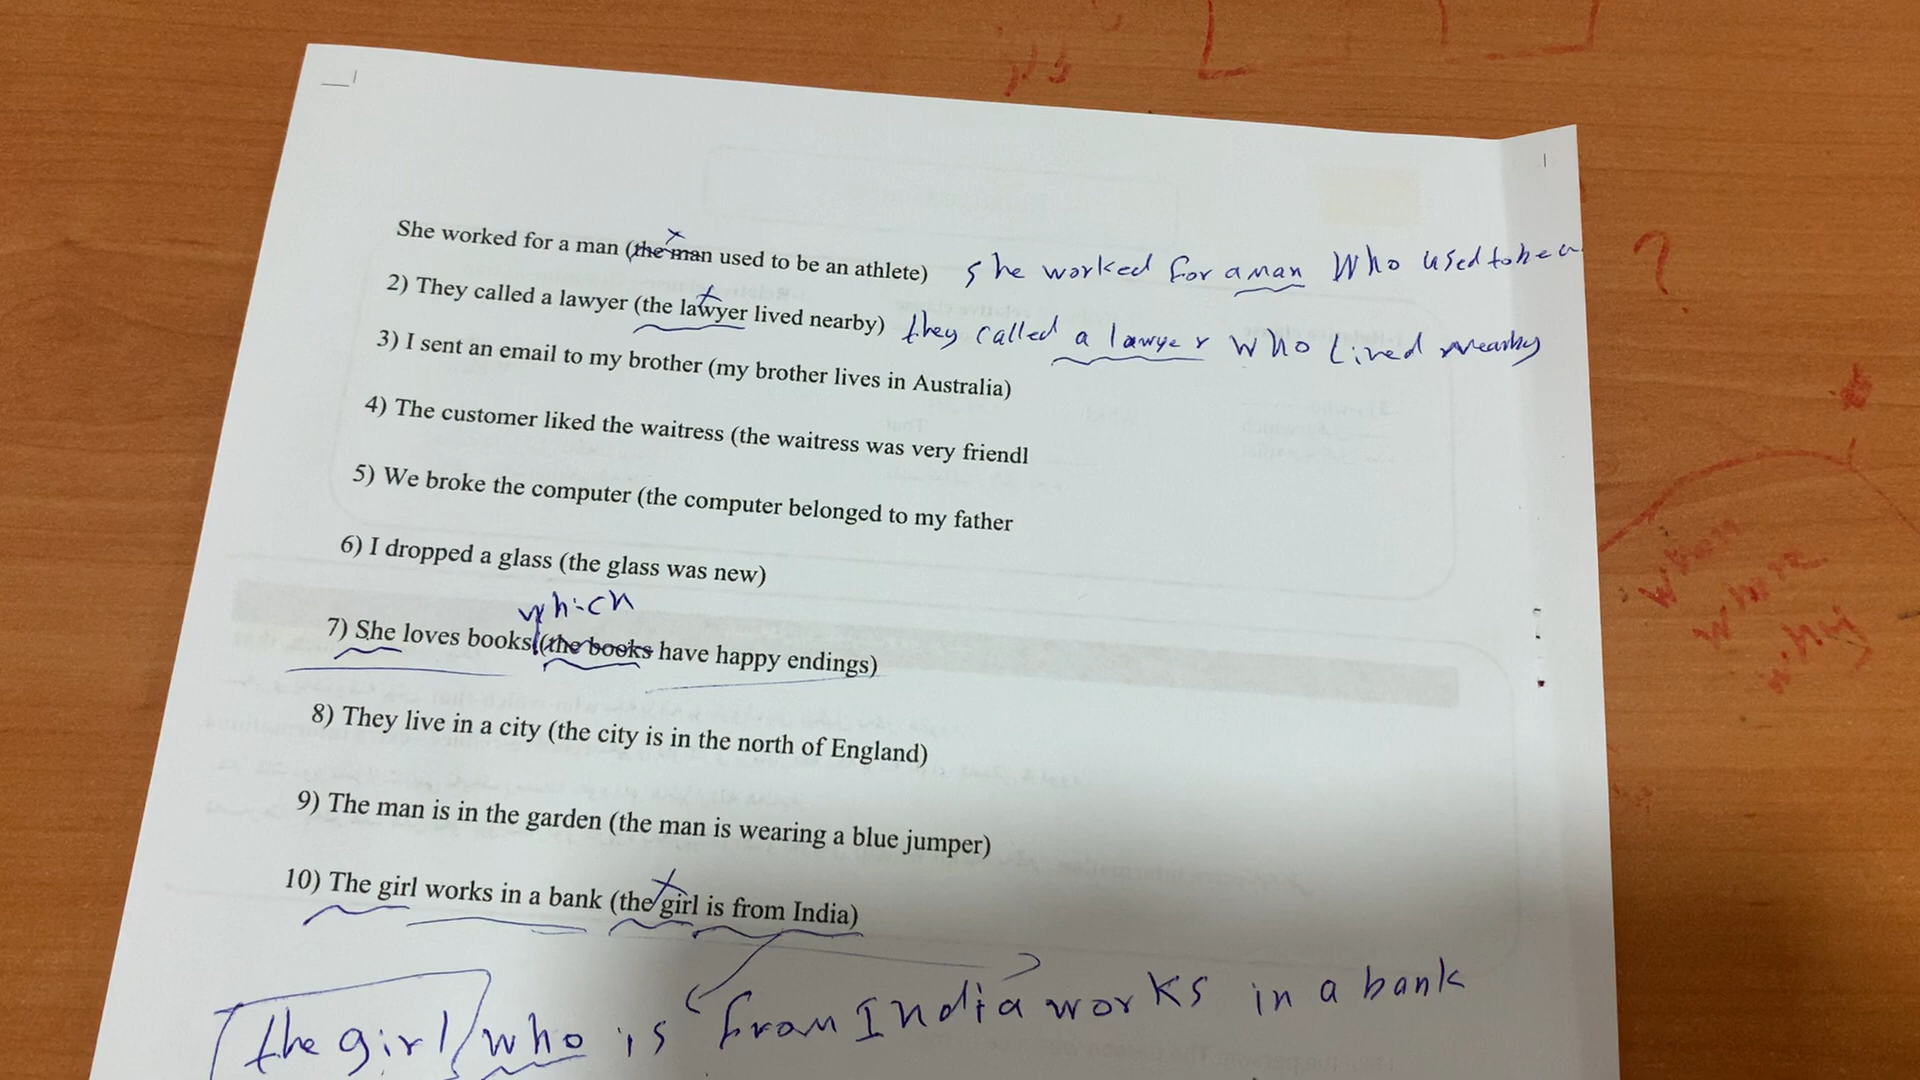 She worked for a man (the man used to be an athlete) she worked for a man Who used to be a
2) They called a lawyer (the lawyer lived nearby) they called a lawyer who lived nearby
3) I sent an email to my brother (my brother lives in Australia)
4) The customer liked the waitress (the waitress was very friendl
5) We broke the computer (the computer belonged to my father
6) I dropped a glass (the glass was new)
which
7) She loves books (the books have happy endings)
8) They live in a city (the city is in the north of England)
9) The man is in the garden (the man is wearing a blue jumper)
10) The girl works in a bank (the girl is from India)
the girl who is from India works in a bank
?
when
where